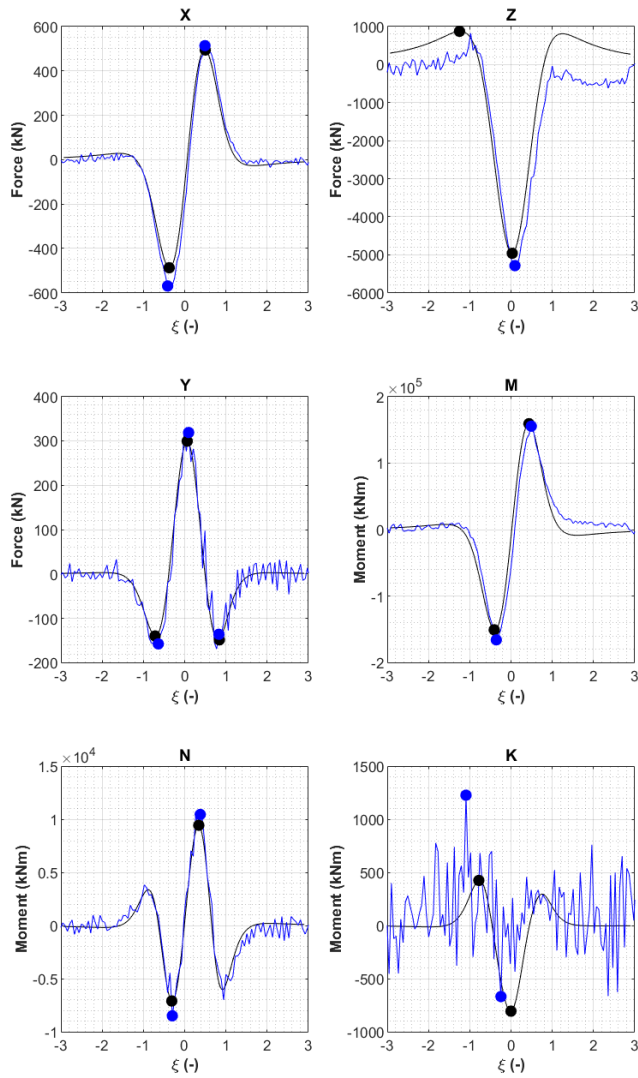 X
Force (kN)
600
400
200
0
-200
-400
-600
-3 -2 -1 0 1 2 3
ξ (-)
Z
Force (kN)
1000
0
-1000
-2000
-3000
-4000
-5000
-6000
-3 -2 -1 0 1 2 3
ξ (-)
Y
Force (kN)
400
300
200
100
0
-100
-200
-3 -2 -1 0 1 2 3
ξ (-)
M
×10⁵
Moment (kNm)
2
1
0
-1
-2
-3 -2 -1 0 1 2 3
ξ (-)
N
×10⁴
Moment (kNm)
1.5
1
0.5
0
-0.5
-1
-3 -2 -1 0 1 2 3
ξ (-)
K
Moment (kNm)
1500
1000
500
0
-500
-1000
-3 -2 -1 0 1 2 3
ξ (-)